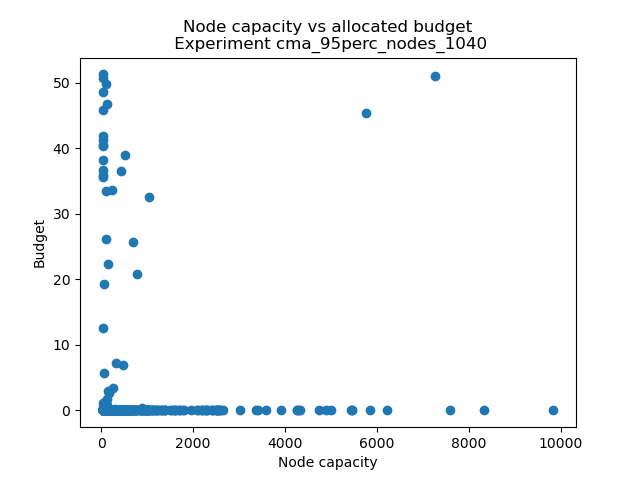 Node capacity vs allocated budget
Experiment cma_95perc_nodes_1040
Budget
50
40
30
20
10
0
0 2000 4000 6000 8000 10000
Node capacity